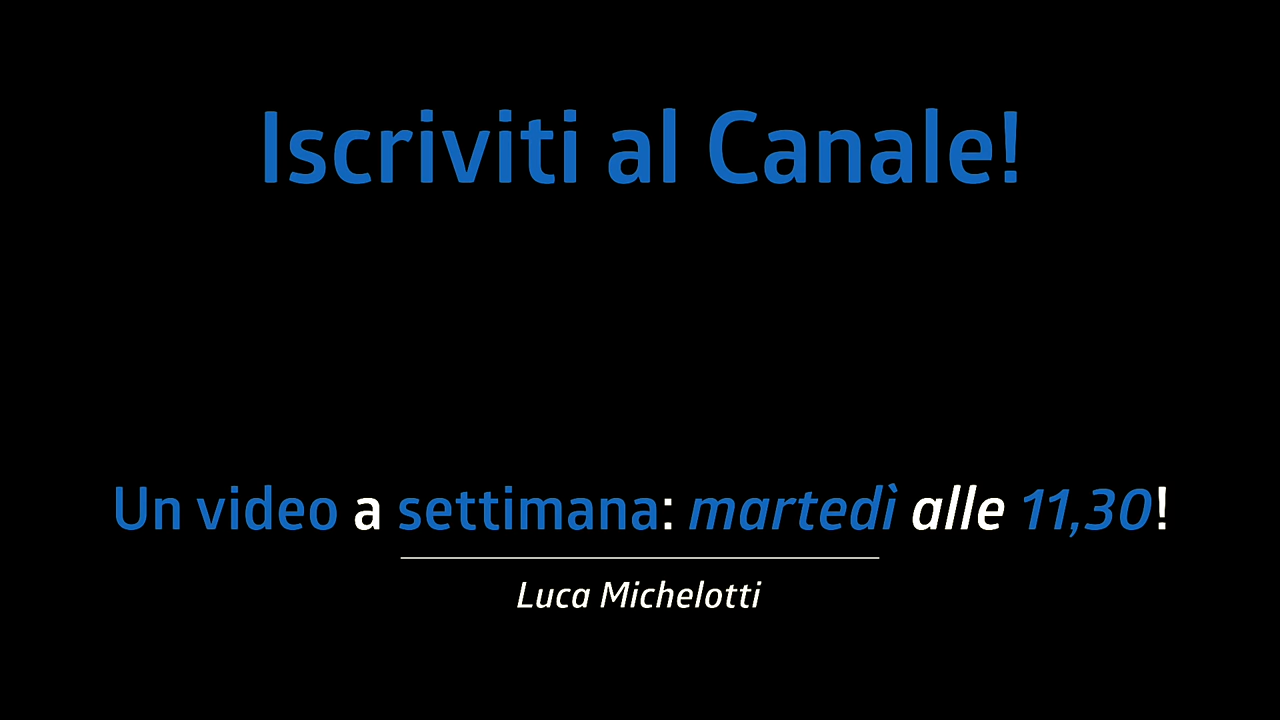 Iscriviti al Canale!
Un video a settimana: martedì alle 11,30!
Luca Michelotti